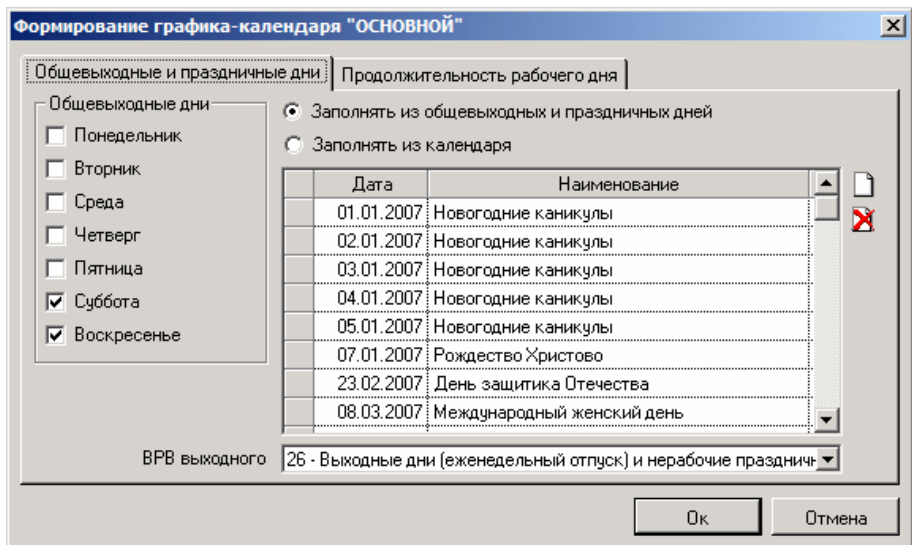 Формирование графика-календаря "ОСНОВНОЙ"
Общевыходные и праздничные дни
Продолжительность рабочего дня
Общевыходные дни
Понедельник
Вторник
Среда
Четверг
Пятница
Суббота
Воскресенье
Заполнять из общевыходных и праздничных дней
Заполнять из календаря
Дата Наименование
01.01.2007 Новогодние каникулы
02.01.2007 Новогодние каникулы
03.01.2007 Новогодние каникулы
04.01.2007 Новогодние каникулы
05.01.2007 Новогодние каникулы
07.01.2007 Рождество Христово
23.02.2007 День защитика Отечества
08.03.2007 Международный женский день
ВРВ выходного 26 - Выходные дни (еженедельный отпуск) и нерабочие празднич
Ок Отмена